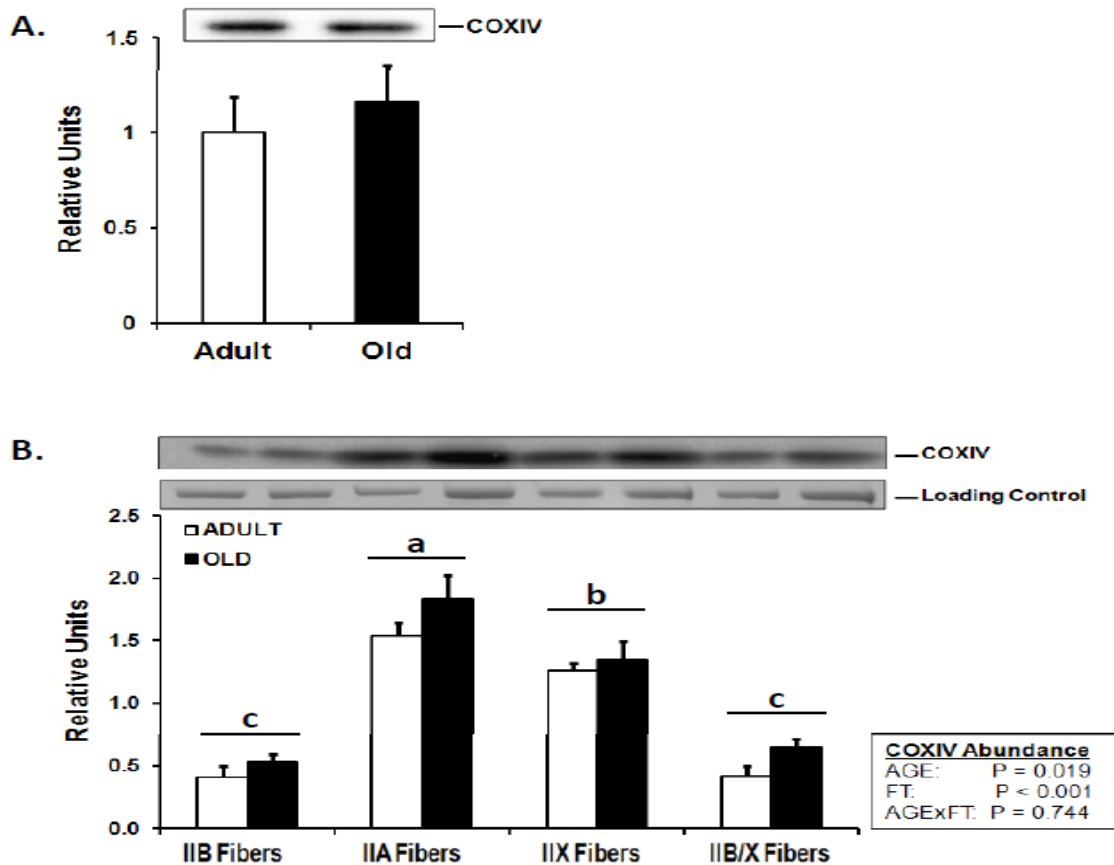 A.
—COXIV
1.5
1
0.5
0
Relative Units
Adult Old
B.
—COXIV
—Loading Control
2.5
2.0
1.5
1.0
0.5
0.0
Relative Units
ADULT
OLD
a
b
c
c
IIB Fibers IIA Fibers IIX Fibers IIB/X Fibers
COXIV Abundance
AGE: P = 0.019
FT: P < 0.001
AGExFT: P = 0.744